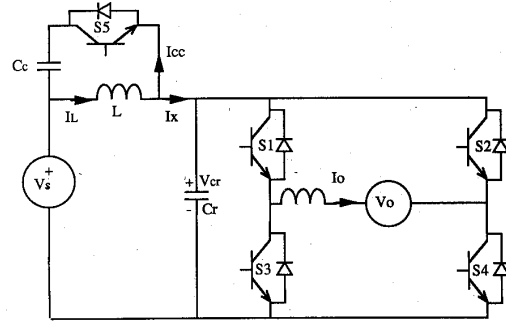 S5
Icc
Cc
IL
L
Ix
S1
S2
+
Vs
+
Vcr
-
Cr
Io
Vo
S3
S4